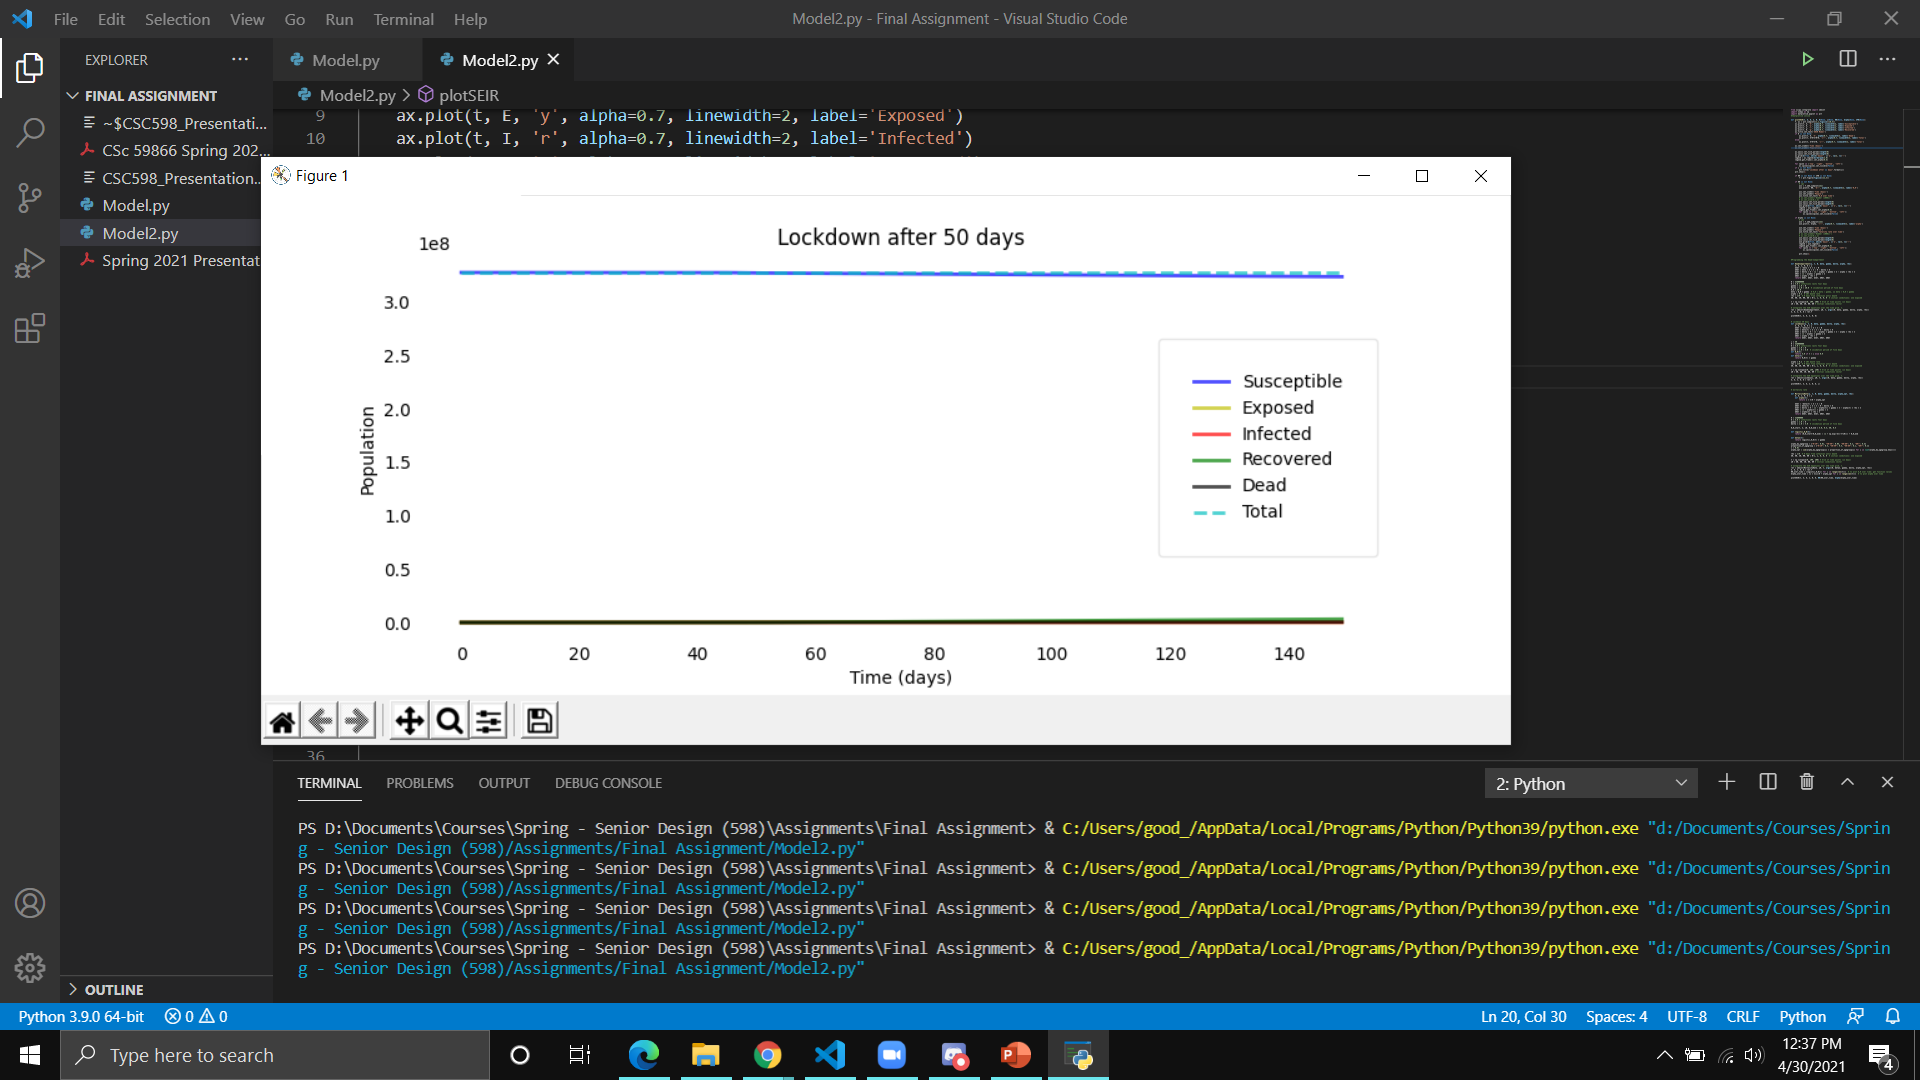 File Edit Selection View Go Run Terminal Help
Model2.py - Final Assignment - Visual Studio Code
EXPLORER
Model.py
Model2.py
FINAL ASSIGNMENT
Model2.py > plotSEIR
~$CSC598_Presentati...
CSc 59866 Spring 202...
CSC598_Presentation...
Model.py
Model2.py
Spring 2021 Presentat
9 ax.plot(t, E, 'y', alpha=0.7, linewidth=2, label='Exposed')
10 ax.plot(t, I, 'r', alpha=0.7, linewidth=2, label='Infected')
Figure 1
Lockdown after 50 days
1e8
3.0
2.5
2.0
1.5
1.0
0.5
0.0
Population
Susceptible
Exposed
Infected
Recovered
Dead
Total
0 20 40 60 80 100 120 140
Time (days)
36
TERMINAL PROBLEMS OUTPUT DEBUG CONSOLE
2: Python
PS D:\Documents\Courses\Spring - Senior Design (598)\Assignments\Final Assignment> & C:/Users/good_/AppData/Local/Programs/Python/Python39/python.exe "d:/Documents/Courses/Sprin
g - Senior Design (598)/Assignments/Final Assignment/Model2.py"
PS D:\Documents\Courses\Spring - Senior Design (598)\Assignments\Final Assignment> & C:/Users/good_/AppData/Local/Programs/Python/Python39/python.exe "d:/Documents/Courses/Sprin
g - Senior Design (598)/Assignments/Final Assignment/Model2.py"
PS D:\Documents\Courses\Spring - Senior Design (598)\Assignments\Final Assignment> & C:/Users/good_/AppData/Local/Programs/Python/Python39/python.exe "d:/Documents/Courses/Sprin
g - Senior Design (598)/Assignments/Final Assignment/Model2.py"
PS D:\Documents\Courses\Spring - Senior Design (598)\Assignments\Final Assignment> & C:/Users/good_/AppData/Local/Programs/Python/Python39/python.exe "d:/Documents/Courses/Sprin
g - Senior Design (598)/Assignments/Final Assignment/Model2.py"
OUTLINE
Python 3.9.0 64-bit 0 0
Ln 20, Col 30 Spaces: 4 UTF-8 CRLF Python
Type here to search
12:37 PM
4/30/2021
4